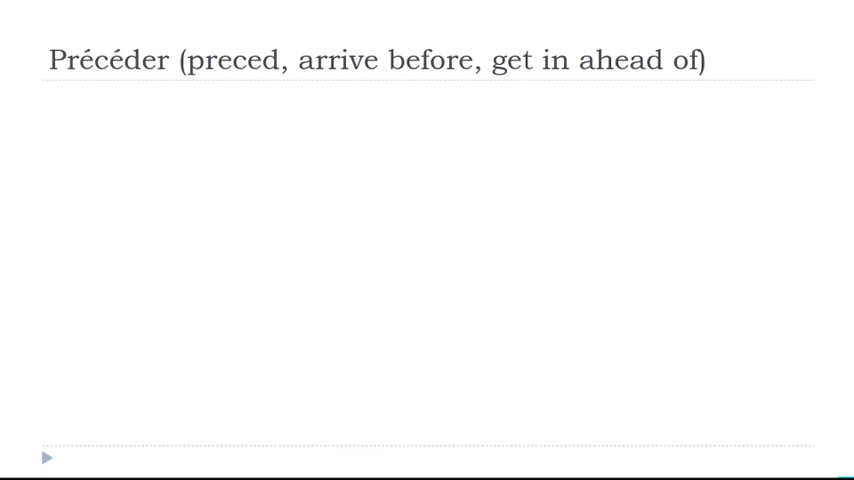 Précéder (preced, arrive before, get in ahead of)